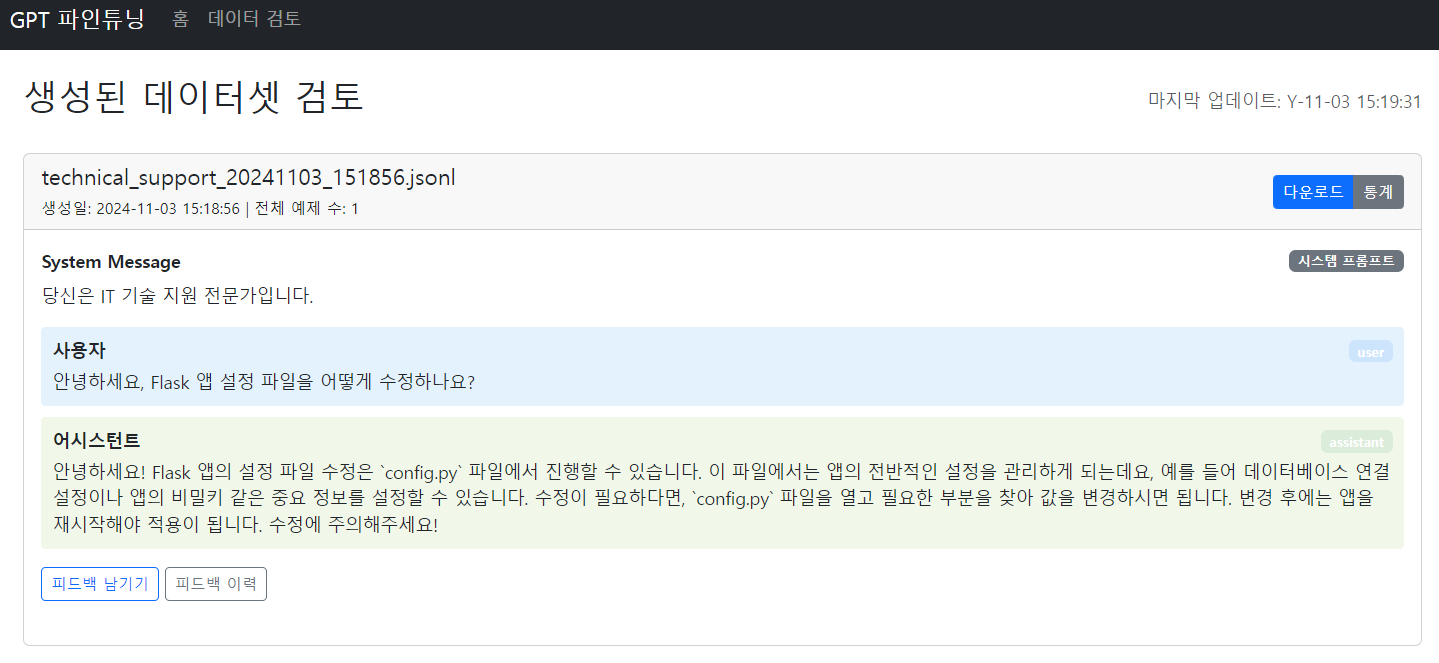 GPT 파인튜닝 홈 데이터 검토
생성된 데이터셋 검토
마지막 업데이트: Y-11-03 15:19:31
technical_support_20241103_151856.jsonl
생성일: 2024-11-03 15:18:56 | 전체 예제 수: 1
다운로드 통계
System Message
시스템 프롬프트
당신은 IT 기술 지원 전문가입니다.
사용자
user
안녕하세요, Flask 앱 설정 파일을 어떻게 수정하나요?
어시스턴트
assistant
안녕하세요! Flask 앱의 설정 파일 수정은 `config.py` 파일에서 진행할 수 있습니다. 이 파일에서는 앱의 전반적인 설정을 관리하게 되는데요, 예를 들어 데이터베이스 연결
설정이나 앱의 비밀키 같은 중요 정보를 설정할 수 있습니다. 수정이 필요하다면, `config.py` 파일을 열고 필요한 부분을 찾아 값을 변경하시면 됩니다. 변경 후에는 앱을
재시작해야 적용이 됩니다. 수정에 주의해주세요!
피드백 남기기 피드백 이력